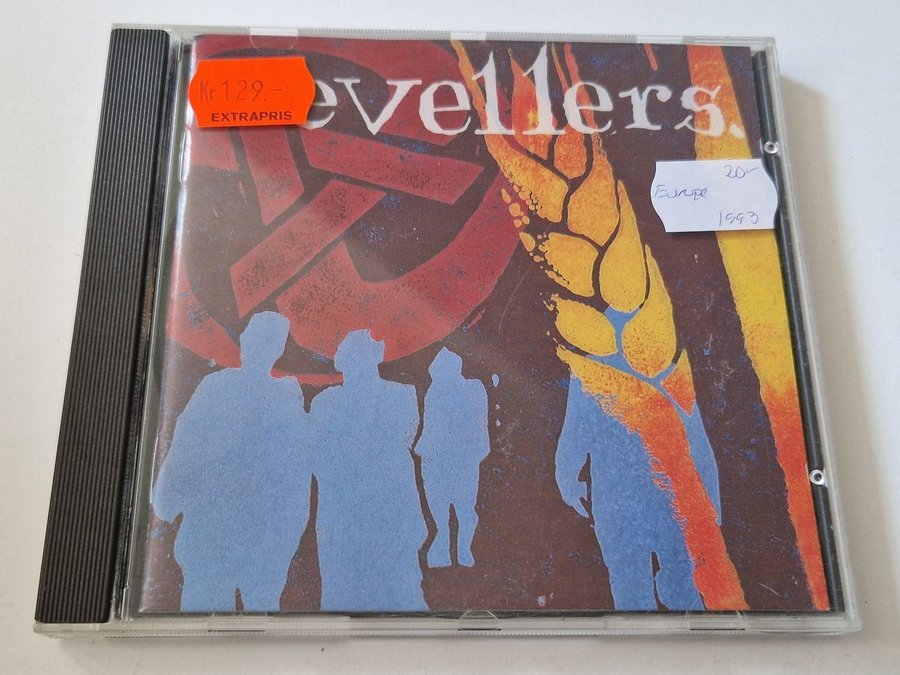 evellers.
Kr 129.-
EXTRAPRIS
20,-
Europe
1993